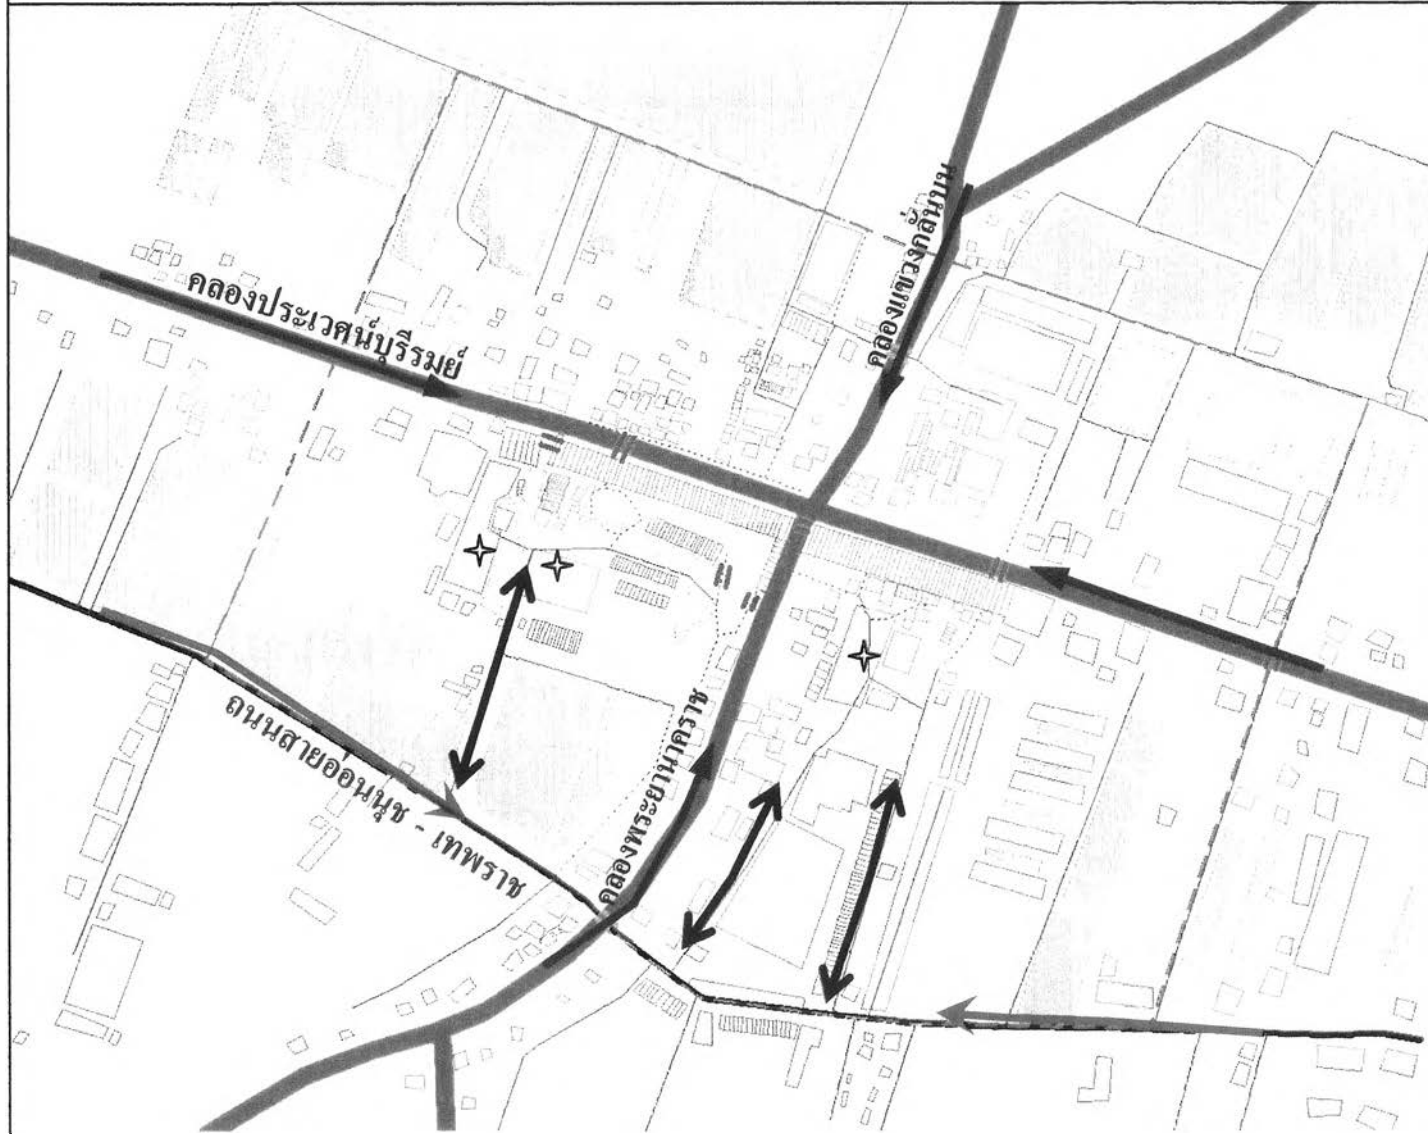 คลองประเวศน์บุรีรมย์
คลองแขวงกลั่นบน
คลองพระยานาคราช
ถนนสายอ่อนนุช - เทพราช